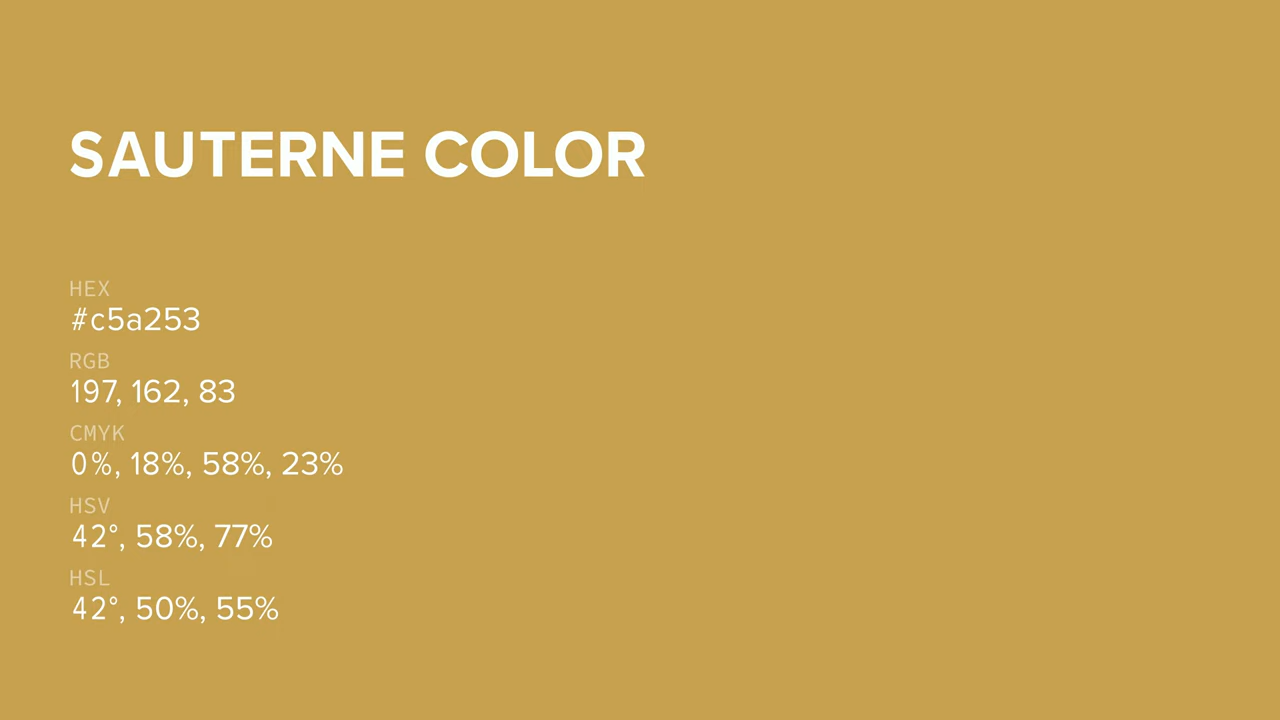 SAUTERNE COLOR
HEX
#c5a253
RGB
197, 162, 83
CMYK
0%, 18%, 58%, 23%
HSV
42°, 58%, 77%
HSL
42°, 50%, 55%